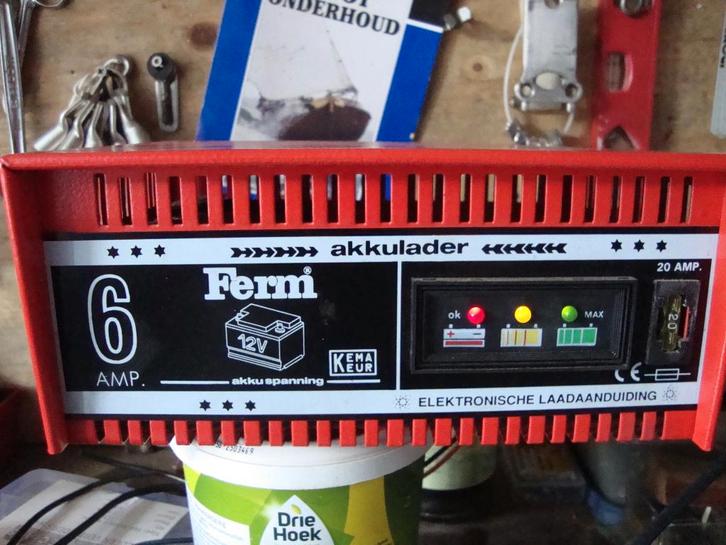 ONDERHOUD
akkulader
20 AMP.
6
AMP.
Ferm®
12V
akku spanning
KEMA
KEUR
ok
MAX
+ -
20
CE
ELEKTRONISCHE LAADAANDUIDING
2503469
Drie
Hoek